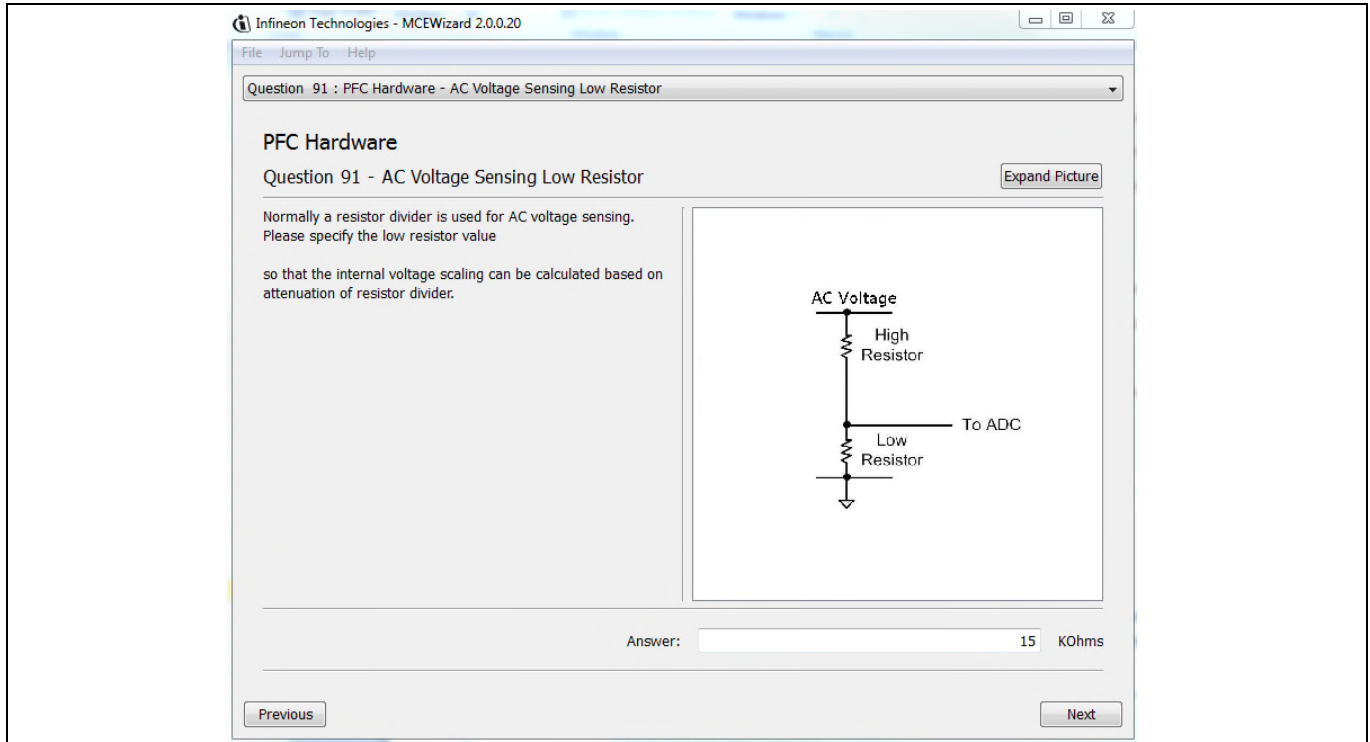 Infineon Technologies - MCEWizard 2.0.0.20
File Jump To Help
Question 91 : PFC Hardware - AC Voltage Sensing Low Resistor
PFC Hardware
Question 91 - AC Voltage Sensing Low Resistor
Expand Picture
Normally a resistor divider is used for AC voltage sensing.
Please specify the low resistor value
so that the internal voltage scaling can be calculated based on
attenuation of resistor divider.
AC Voltage
High
Resistor
To ADC
Low
Resistor
Answer: 15 KOhms
Previous Next